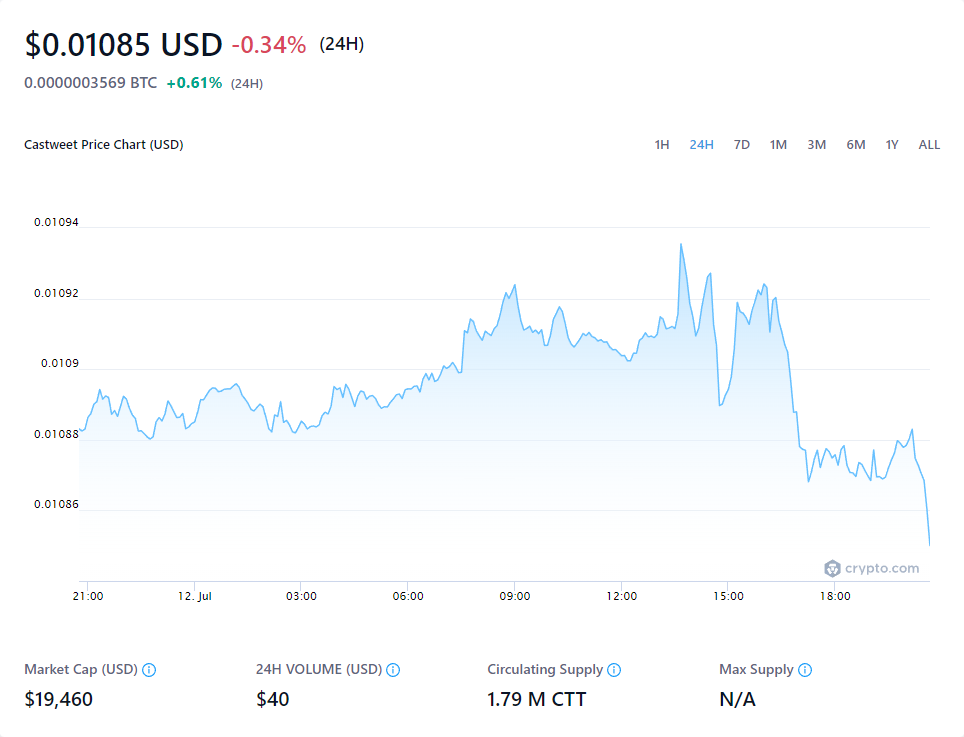 $0.01085 USD -0.34% (24H)
0.0000003569 BTC +0.61% (24H)
Castweet Price Chart (USD) 1H 24H 7D 1M 3M 6M 1Y ALL
0.01094
0.01092
0.0109
0.01088
0.01086
crypto.com
21:00 12. Jul 03:00 06:00 09:00 12:00 15:00 18:00
Market Cap (USD) 24H VOLUME (USD) Circulating Supply Max Supply
$19,460 $40 1.79 M CTT N/A